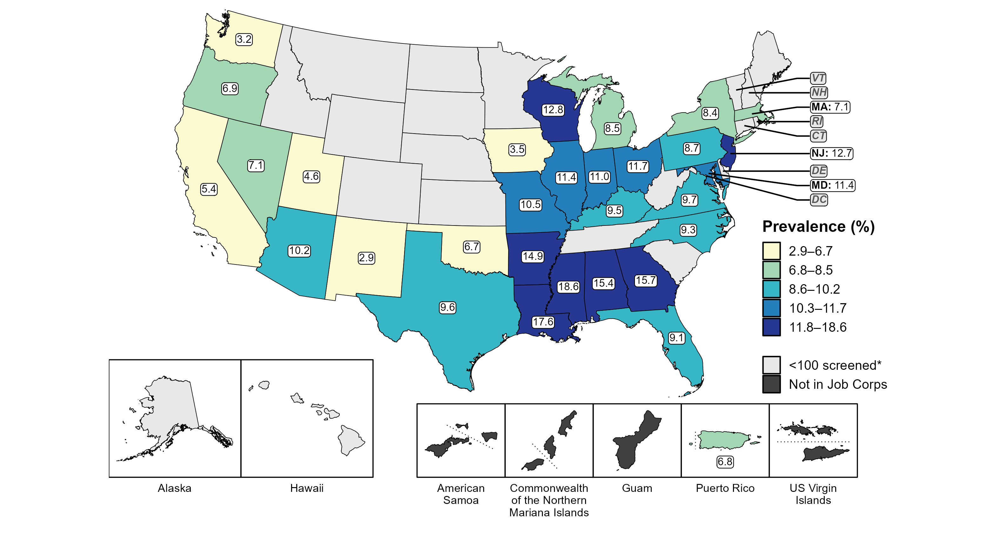 3.2
6.9
7.1
5.4
4.6
10.2
2.9
6.7
9.6
3.5
12.8
8.5
11.4
11.0
11.7
10.5
9.5
8.7
8.4
9.7
9.3
14.9
18.6
15.4
15.7
17.6
9.1
VT
NH
MA: 7.1
RI
CT
NJ: 12.7
DE
MD: 11.4
DC
Prevalence (%)
2.9–6.7
6.8–8.5
8.6–10.2
10.3–11.7
11.8–18.6
<100 screened*
Not in Job Corps
6.8
Alaska
Hawaii
American
Samoa
Commonwealth
of the Northern
Mariana Islands
Guam
Puerto Rico
US Virgin
Islands